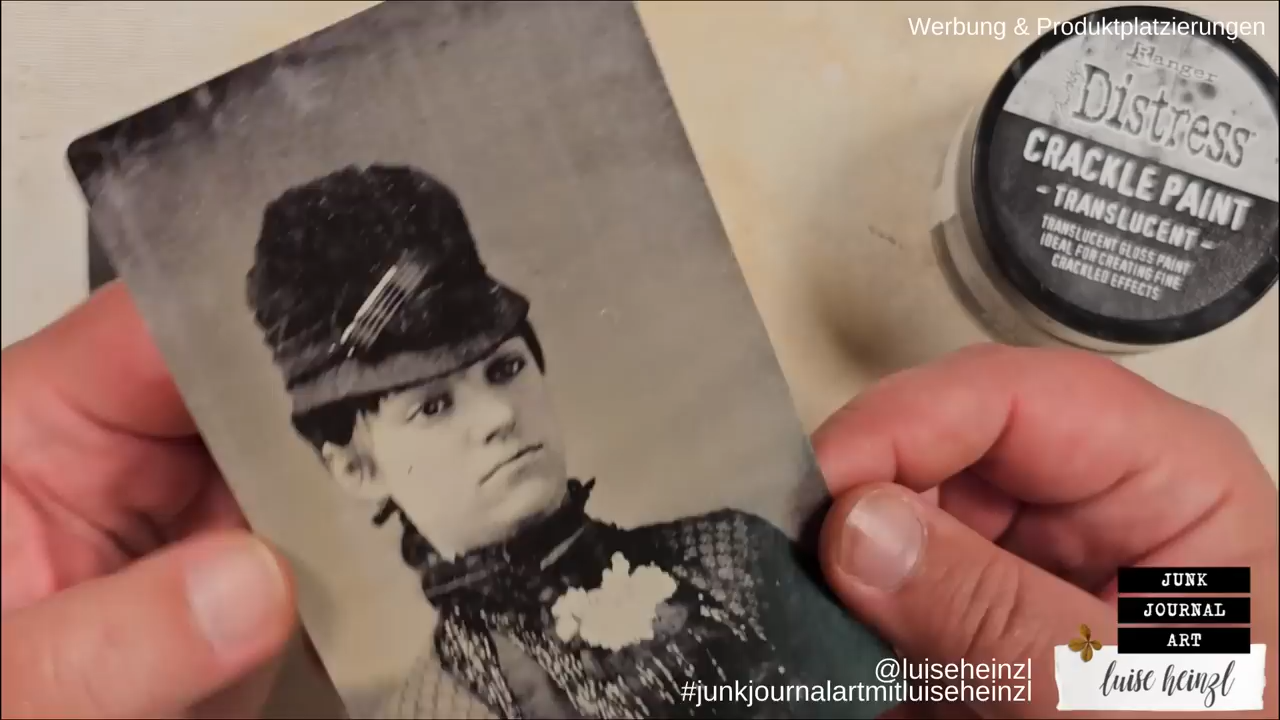 Werbung & Produktplatzierungen
Ranger
Distress
CRACKLE PAINT
- TRANSLUCENT -
TRANSLUCENT GLOSS PAINT
IDEAL FOR CREATING FINE
CRACKLED EFFECTS
JUNK
JOURNAL
ART
luise heinzl
@luiseheinzl
#junkjournalartmitluiseheinzl